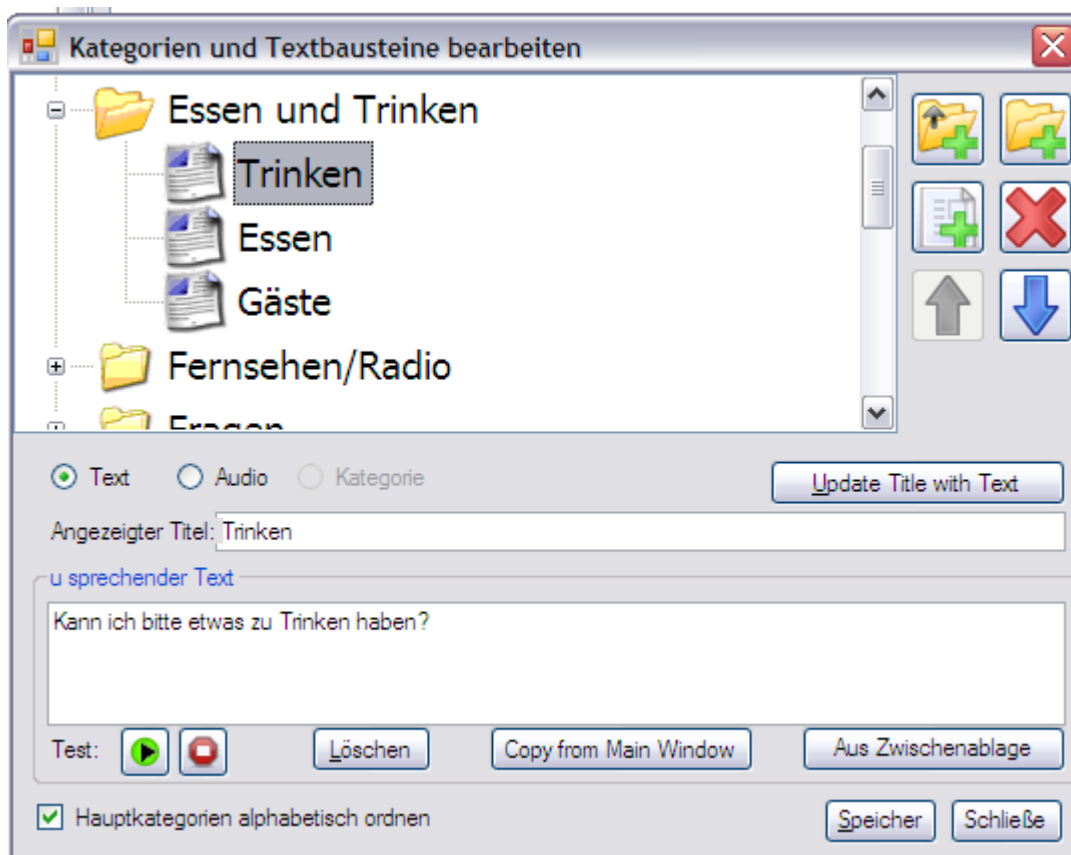 Kategorien und Textbausteine bearbeiten
Essen und Trinken
Trinken
Essen
Gäste
Fernsehen/Radio
Fragen
Text Audio Kategorie Update Title with Text
Angezeigter Titel: Trinken
u sprechender Text
Kann ich bitte etwas zu Trinken haben?
Test: Löschen Copy from Main Window Aus Zwischenablage
Hauptkategorien alphabetisch ordnen Speicher Schließe